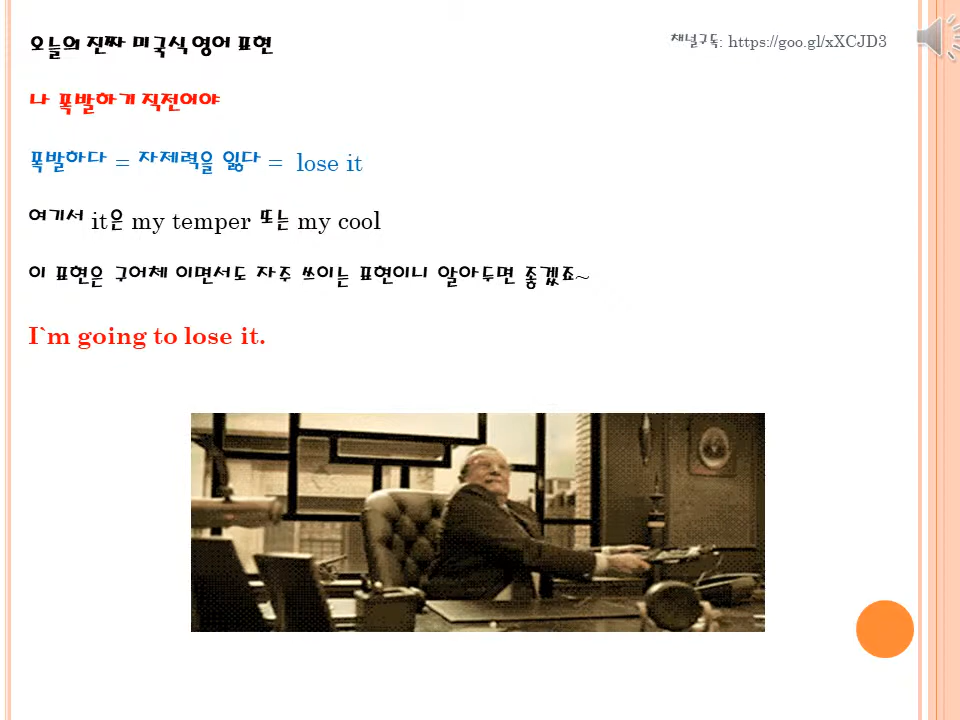 오늘의 진짜 미국식 영어 표현
채널구독: https://goo.gl/xXCJD3
나 폭발하기 직전이야
폭발하다 = 자제력을 잃다 = lose it
여기서 it은 my temper 또는 my cool
이 표현은 구어체 이면서도 자주 쓰이는 표현이니 알아두면 좋겠죠~
I`m going to lose it.